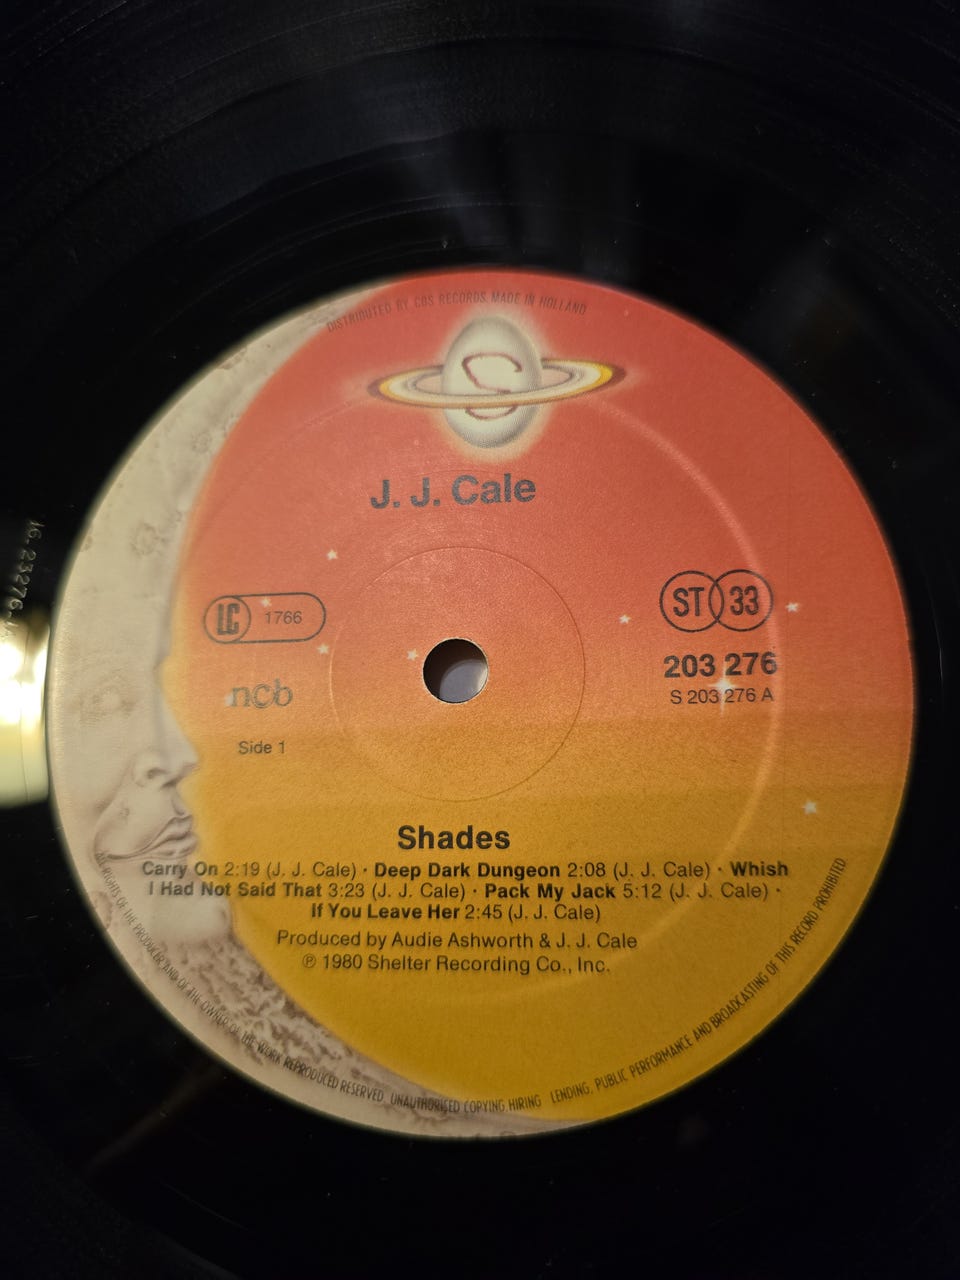 DISTRIBUTED BY CBS RECORDS. MADE IN HOLLAND
S
J. J. Cale
LC 1766
ST 33
203 276
S 203 276 A
ncb
Side 1
Shades
Carry On 2:19 (J. J. Cale) · Deep Dark Dungeon 2:08 (J. J. Cale) · Whish
I Had Not Said That 3:23 (J. J. Cale) · Pack My Jack 5:12 (J. J. Cale) ·
If You Leave Her 2:45 (J. J. Cale)
Produced by Audie Ashworth & J. J. Cale
℗ 1980 Shelter Recording Co., Inc.
ALL RIGHTS OF THE PRODUCER AND OF THE OWNER OF THE WORK REPRODUCED RESERVED. UNAUTHORISED COPYING HIRING LENDING, PUBLIC PERFORMANCE AND BROADCASTING OF THIS RECORD PROHIBITED